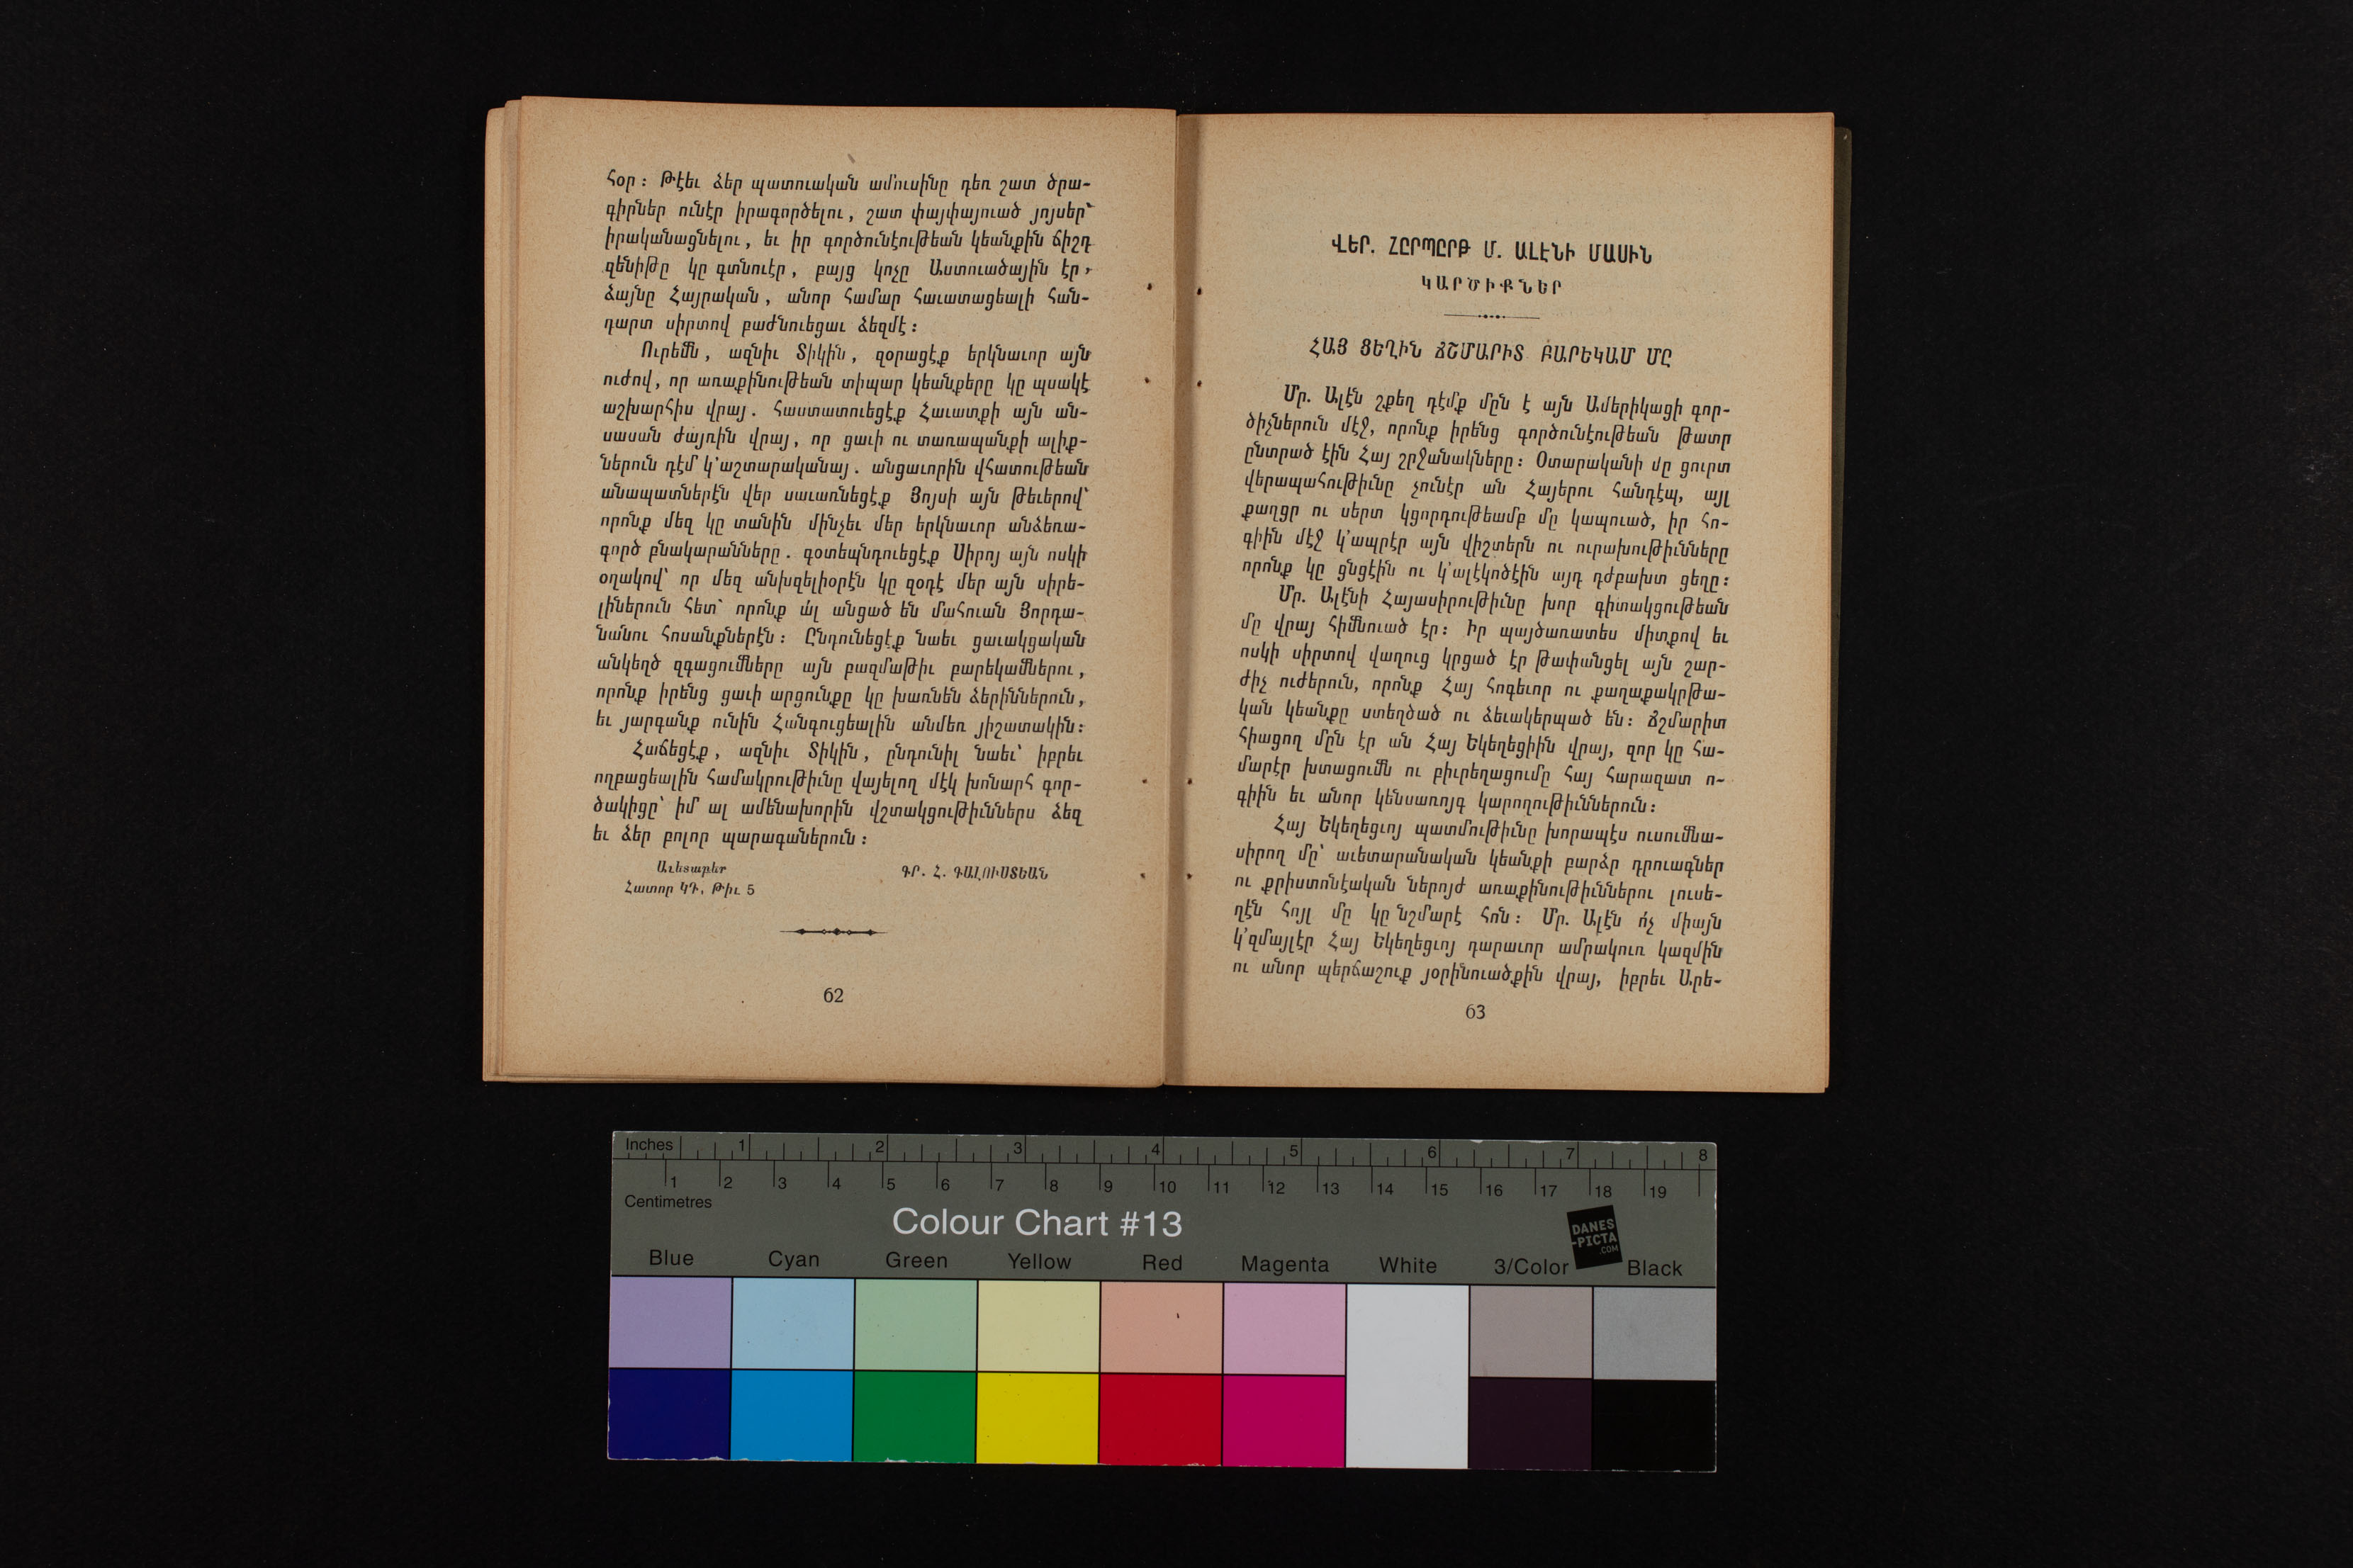 հօր։ Թէեւ ձեր պատուական ամուսինը դեռ շատ ծրա-
գիրներ ունէր իրագործելու, շատ փայփայուած յոյսեր՝
իրականացնելու, եւ իր գործունէութեան կեանքին ճիշդ
զենիթը կը գտնուէր, բայց կոչը Աստուածային էր,
ձայնը Հայրական, անոր համար հաւատացեալի հան-
դարտ սիրտով բաժնուեցաւ ձեզմէ։
Ուրեմն, ազնիւ Տիկին, զօրացէք երկնաւոր այն
ուժով, որ առաքինութեան տիպար կեանքերը կը պսակէ
աշխարհիս վրայ. հաստատուեցէք Հաւատքի այն ան-
սասան ժայռին վրայ, որ ցաւի ու տառապանքի ալիք-
ներուն դէմ կ՚աշտարականայ. անցաւորին վհատութեան
անապատներէն վեր սաւառնեցէք Յոյսի այն թեւերով՝
որոնք մեզ կը տանին մինչեւ մեր երկնաւոր անձեռա-
գործ բնակարանները. գօտեպնդուեցէք Սիրոյ այն ոսկի
օղակով՝ որ մեզ անխզելիօրէն կը զօդէ մեր այն սիրե-
լիներուն հետ՝ որոնք ա՛լ անցած են մահուան Յորդա-
նանու հոսանքներէն։ Ընդունեցէք նաեւ ցաւակցական
անկեղծ զգացումները այն բազմաթիւ բարեկամներու,
որոնք իրենց ցաւի արցունքը կը խառնեն ձերիններուն,
եւ յարգանք ունին Հանգուցեալին անմեռ յիշատակին։
Հաճեցէք, ազնիւ Տիկին, ընդունիլ նաեւ՝ իբրեւ
ողբացեալին համակրութիւնը վայելող մէկ խոնարհ գոր-
ծակիցը՝ իմ ալ ամենախորին վշտակցութիւններս ձեզ
եւ ձեր բոլոր պարագաներուն։
Աւետաբեր
ԳՐ. Հ. ԳԱԼՈՒՍՏԵԱՆ
Հատոր ԿԴ, Թիւ 5
62
ՎԵՐ. ՀԸՐՊԸՐԹ Մ. ԱԼԷՆԻ ՄԱՍԻՆ
ԿԱՐԾԻՔՆԵՐ
ՀԱՅ ՑԵՂԻՆ ՃՇՄԱՐԻՏ ԲԱՐԵԿԱՄ ՄԸ
Մր. Ալէն շքեղ դէմք մըն է այն Ամերիկացի գոր-
ծիչներուն մէջ, որոնք իրենց գործունէութեան թատր
ընտրած էին Հայ շրջանակները։ Օտարականի մը ցուրտ
վերապահութիւնը չունէր ան Հայերու հանդէպ, այլ
քաղցր ու սերտ կցորդութեամբ մը կապուած, իր հո-
գիին մէջ կ՚ապրէր այն վիշտերն ու ուրախութիւնները
որոնք կը ցնցէին ու կ՚ալէկոծէին այդ դժբախտ ցեղը։
Մր. Ալէնի Հայասիրութիւնը խոր գիտակցութեան
մը վրայ հիմնուած էր։ Իր պայծառատես միտքով եւ
ոսկի սիրտով վաղուց կրցած էր թափանցել այն շար-
ժիչ ուժերուն, որոնք Հայ հոգեւոր ու քաղաքակրթա-
կան կեանքը ստեղծած ու ձեւակերպած են։ Ճշմարիտ
հիացող մըն էր ան Հայ Եկեղեցիին վրայ, զոր կը հա-
մարէր խտացումն ու բիւրեղացումը հայ հարազատ ո-
գիին եւ անոր կենսառոյգ կարողութիւններուն։
Հայ Եկեղեցւոյ պատմութիւնը խորապէս ուսումնա-
սիրող մը՝ աւետարանական կեանքի բարձր դրուագներ
ու քրիստոնէական ներոյժ առաքինութիւններու լուսե-
ղէն հոյլ մը կը նշմարէ հոն։ Մր. Ալէն ո՛չ միայն
կ՚զմայլէր Հայ Եկեղեցւոյ դարաւոր ամրակուռ կազմին
ու անոր պերճաշուք յօրինուածքին վրայ, իբրեւ Արե-
63
Inches 1 2 3 4 5 6 7 8
1 2 3 4 5 6 7 8 9 10 11 12 13 14 15 16 17 18 19
Centimetres
Colour Chart #13
DANES
-PICTA
.COM
Blue Cyan Green Yellow Red Magenta White 3/Color Black